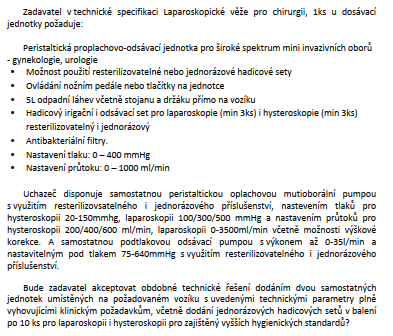 Zadavatel v technické specifikaci Laparoskopické věže pro chirurgii, 1ks u dosávací
jednotky požaduje:
Peristaltická proplachovo-odsávací jednotka pro široké spektrum mini invazivních oborů
- gynekologie, urologie
• Možnost použití resterilizovatelné nebo jednorázové hadicové sety
• Ovládání nožním pedále nebo tlačítky na jednotce
• 5L odpadní láhev včetně stojanu a držáku přímo na vozíku
• Hadicový irigační i odsávací set pro laparoskopie (min 3ks) i hysteroskopie (min 3ks)
resterilizovatelný i jednorázový
• Antibakteriální filtry.
• Nastavení tlaku: 0 – 400 mmHg
• Nastavení průtoku: 0 – 1000 ml/min
Uchazeč disponuje samostatnou peristaltickou oplachovou mutioborální pumpou
s využitím resterilizovsatelného i jednorázového příslušenství, nastevením tlaků pro
hysteroskopii 20-150mmhg, laparoskopii 100/300/500 mmHg a nastavením průtoků pro
hysteroskopii 200/400/600 ml/min, laparoskopii 0-3500ml/min včetně možnosti výškové
korekce. A samostatnou podtlakovou odsávací pumpou s výkonem až 0-35l/min a
nastavitelným pod tlakem 75-640mmHg s využitím resterilizovatelného i jednorázového
příslušenství.
Bude zadavatel akceptovat obdobné technické řešení dodáním dvou samostatných
jednotek umístěných na požadovaném vozíku s uvedenými technickými parametry plně
vyhovujícími klinickým požadavkům, včetně dodání jednorázových hadicových setů v balení
po 10 ks pro laparoskopii i hysteroskopii pro zajištěný vyšších hygienických standardů?